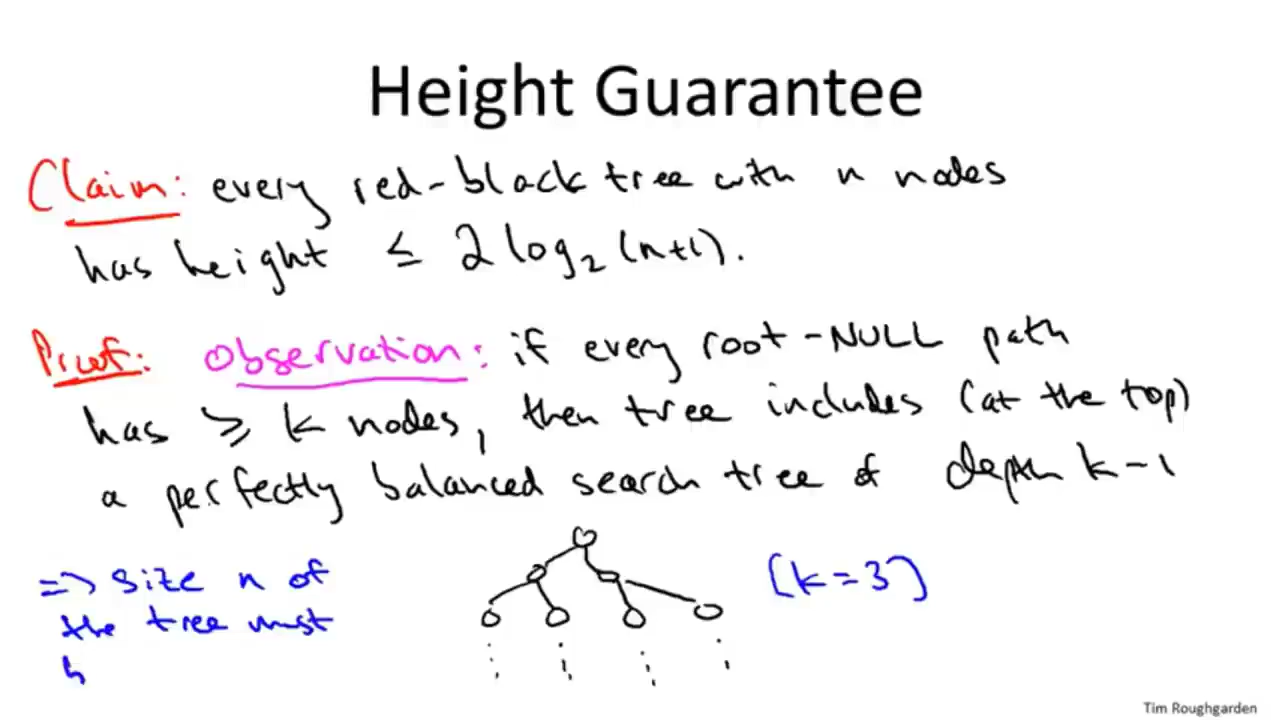 Height Guarantee
Claim: every red-black tree with n nodes
has height ≤ 2 log₂ (n+1).
Proof: Observation: if every root-NULL path
has ≥ k nodes, then tree includes (at the top)
a perfectly balanced search tree of depth k-1
(k=3)
=> size n of
the tree must
b
Tim Roughgarden